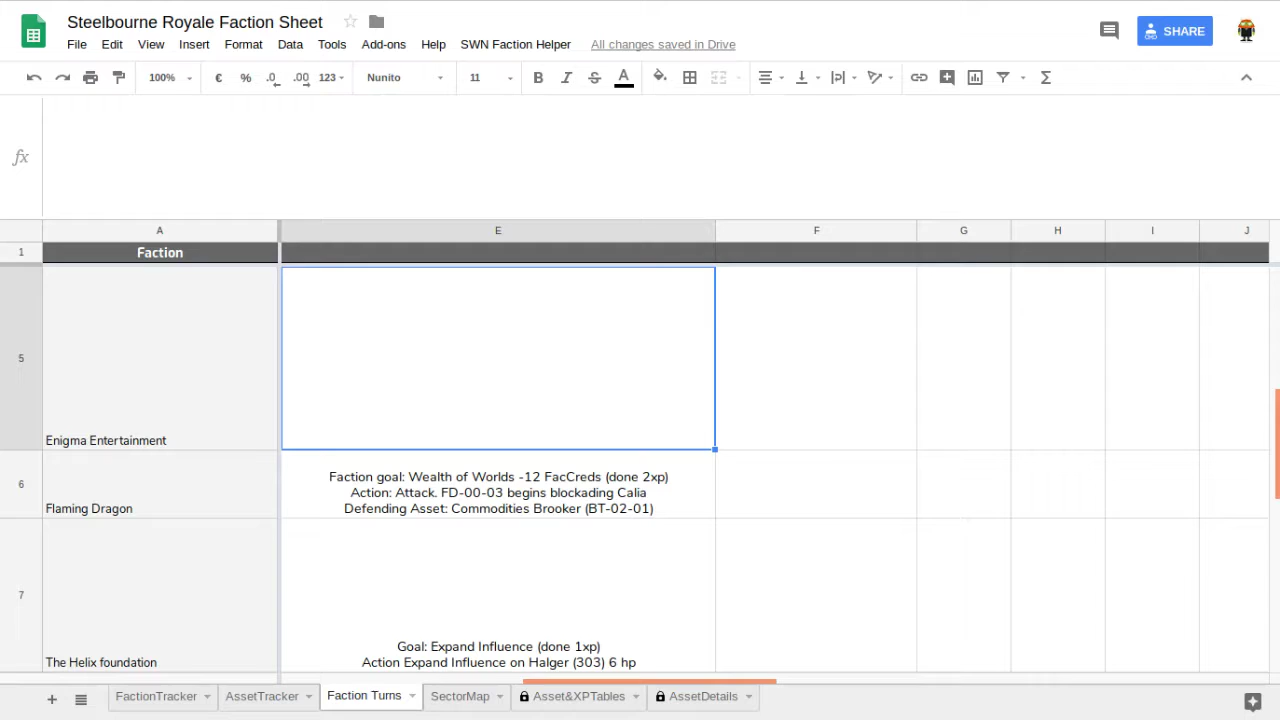 Steelbourne Royale Faction Sheet
File Edit View Insert Format Data Tools Add-ons Help SWN Faction Helper All changes saved in Drive
SHARE
100% € % .0 .00 123 Nunito 11 B I S A Σ
fx
A E F G H I J
1 Faction
5 Enigma Entertainment
6 Flaming Dragon
Faction goal: Wealth of Worlds -12 FacCreds (done 2xp)
Action: Attack. FD-00-03 begins blockading Calia
Defending Asset: Commodities Brooker (BT-02-01)
7 The Helix foundation
Goal: Expand Influence (done 1xp)
Action Expand Influence on Halger (303) 6 hp
+ FactionTracker AssetTracker Faction Turns SectorMap Asset&XPTables AssetDetails